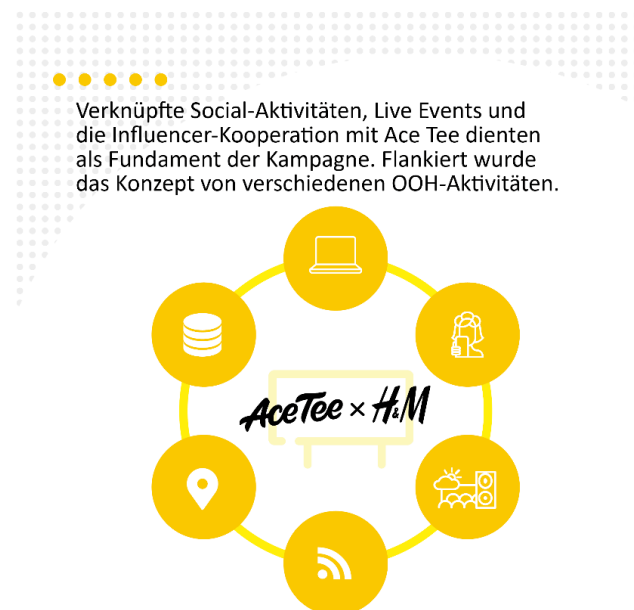 Verknüpfte Social-Aktivitäten, Live Events und
die Influencer-Kooperation mit Ace Tee dienten
als Fundament der Kampagne. Flankiert wurde
das Konzept von verschiedenen OOH-Aktivitäten.
AceTee × H&M